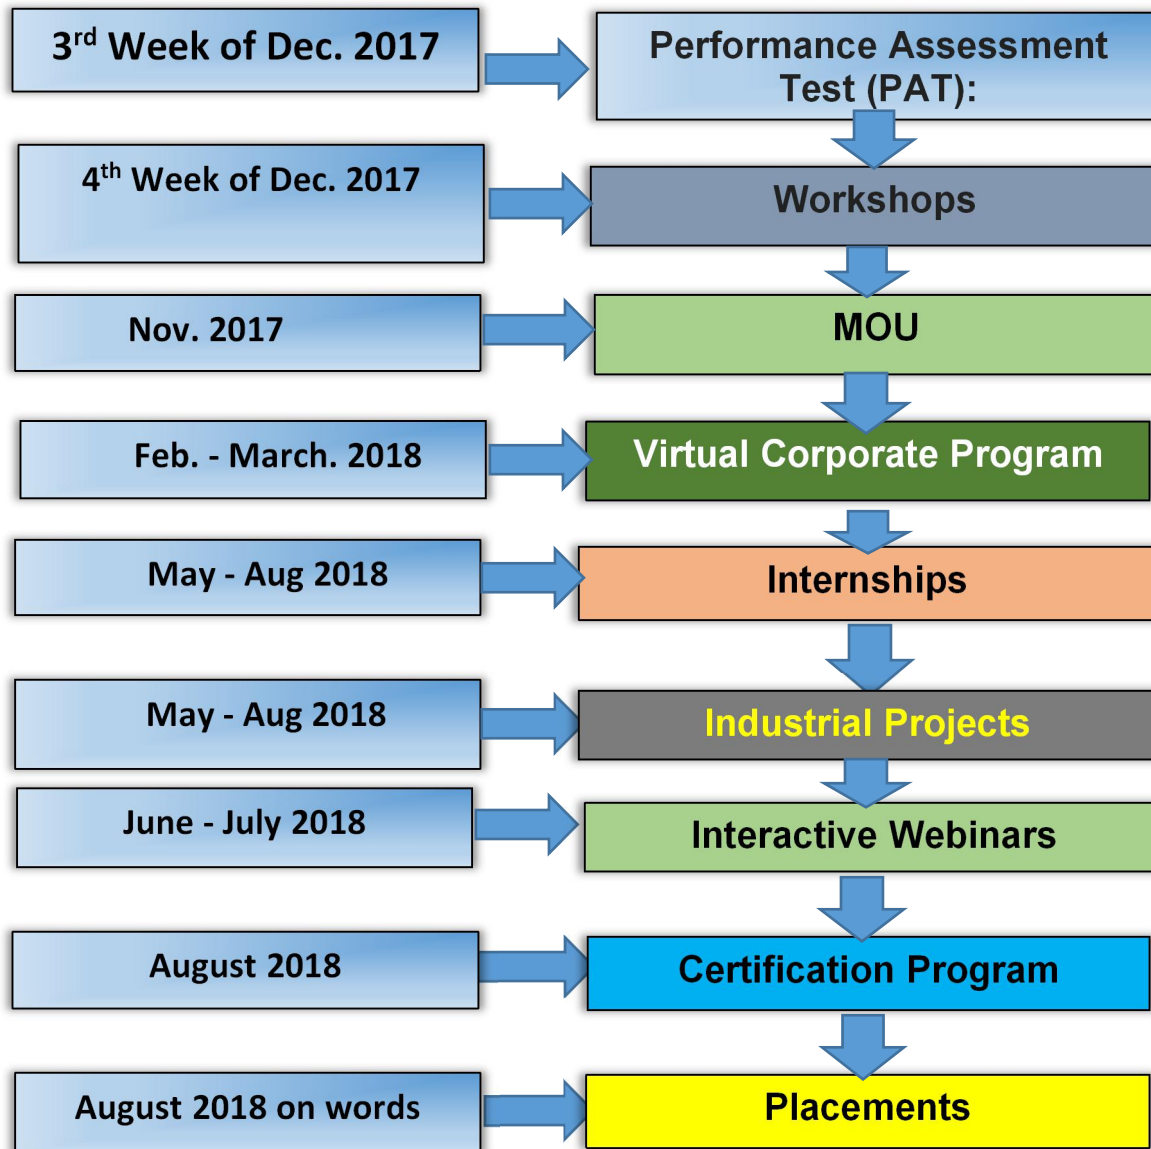 3rd Week of Dec. 2017
Performance Assessment
Test (PAT):
4th Week of Dec. 2017
Workshops
Nov. 2017
MOU
Feb. - March. 2018
Virtual Corporate Program
May - Aug 2018
Internships
May - Aug 2018
Industrial Projects
June - July 2018
Interactive Webinars
August 2018
Certification Program
August 2018 on words
Placements